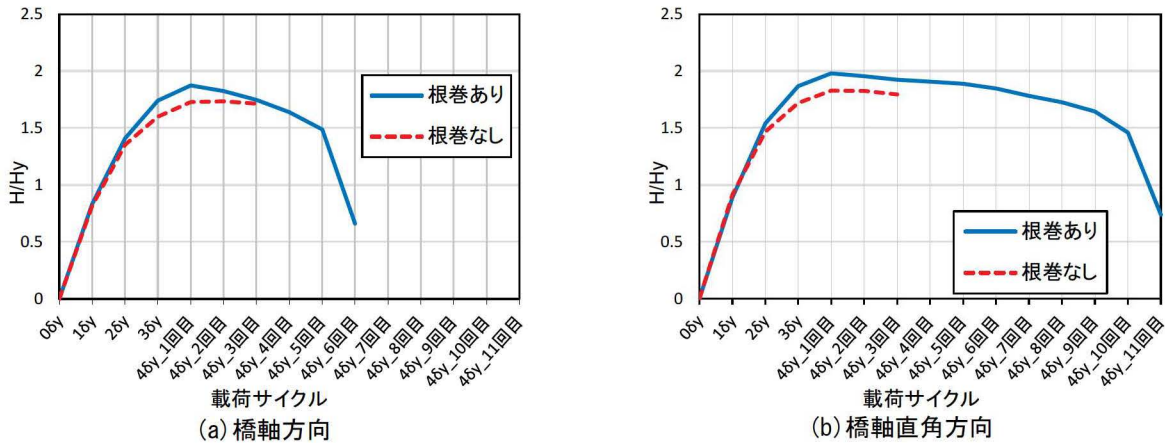 2.5
2
1.5
1
0.5
0
H/Hy
根巻あり
根巻なし
0δy
1δy
2δy
3δy
4δy_1回目
4δy_2回目
4δy_3回目
4δy_4回目
4δy_5回目
4δy_6回目
4δy_7回目
4δy_8回目
4δy_9回目
4δy_10回目
4δy_11回目
載荷サイクル
(a)橋軸方向
2.5
2
1.5
1
0.5
0
H/Hy
根巻あり
根巻なし
0δy
1δy
2δy
3δy
4δy_1回目
4δy_2回目
4δy_3回目
4δy_4回目
4δy_5回目
4δy_6回目
4δy_7回目
4δy_8回目
4δy_9回目
4δy_10回目
4δy_11回目
載荷サイクル
(b)橋軸直角方向